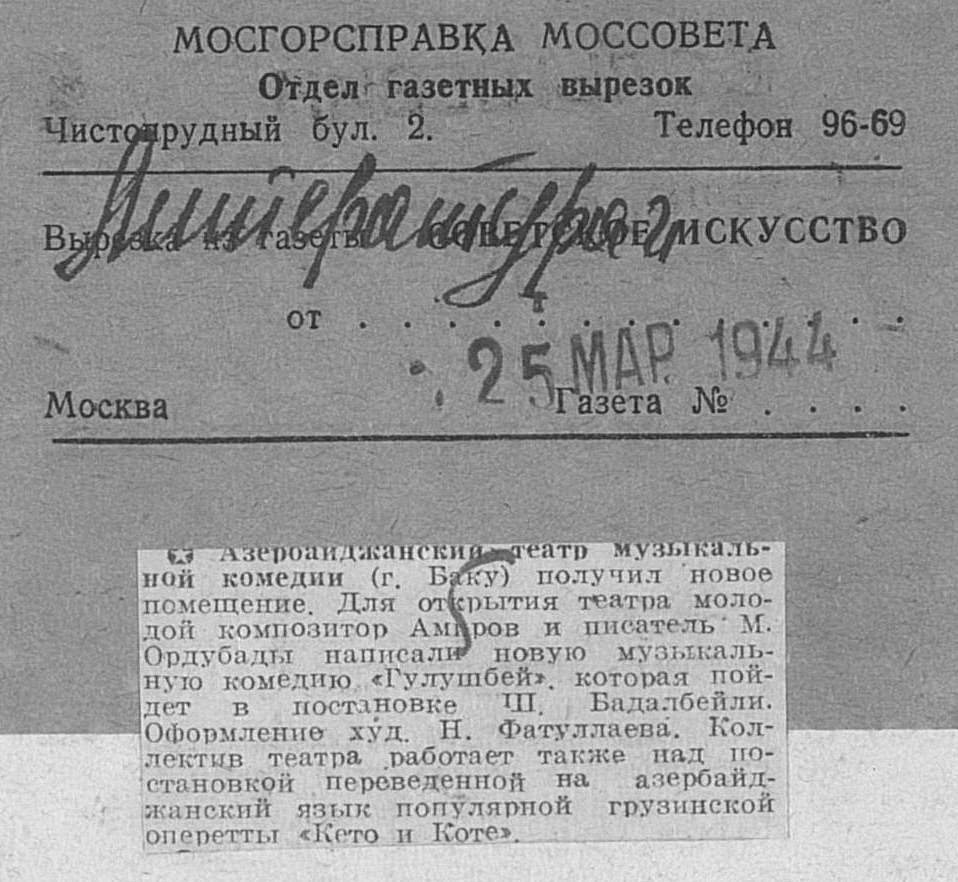 МОСГОРСПРАВКА МОССОВЕТА
Отдел газетных вырезок
Чистопрудный бул. 2. Телефон 96-69
Литература и
Вырезка из газеты СОВЕТСКОЕ ИСКУССТВО
от . . . . . . . . . . . . .
25 МАР. 1944
Москва Газета № . . . .
Азербайджанский театр музыкаль-
ной комедии (г. Баку) получил новое
помещение. Для открытия театра моло-
дой композитор Амиров и писатель М.
Ордубады написали новую музыкаль-
ную комедию «Гулушбей», которая пой-
дет в постановке Ш. Бадалбейли.
Оформление худ. Н. Фатуллаева. Кол-
лектив театра работает также над по-
становкой переведенной на азербайд-
жанский язык популярной грузинской
оперетты «Кето и Коте».